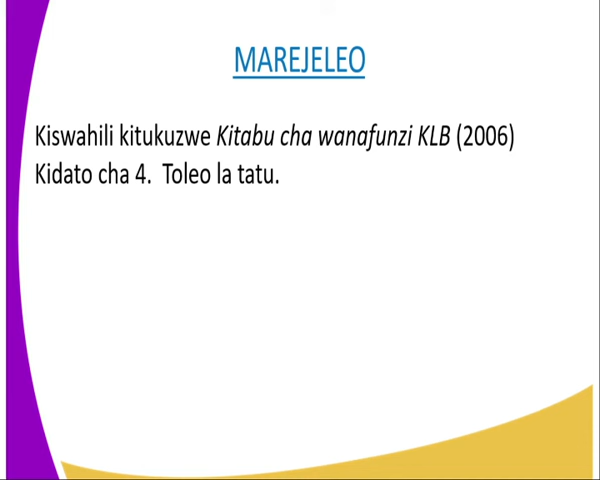 MAREJELEO
Kiswahili kitukuzwe Kitabu cha wanafunzi KLB (2006)
Kidato cha 4.  Toleo la tatu.